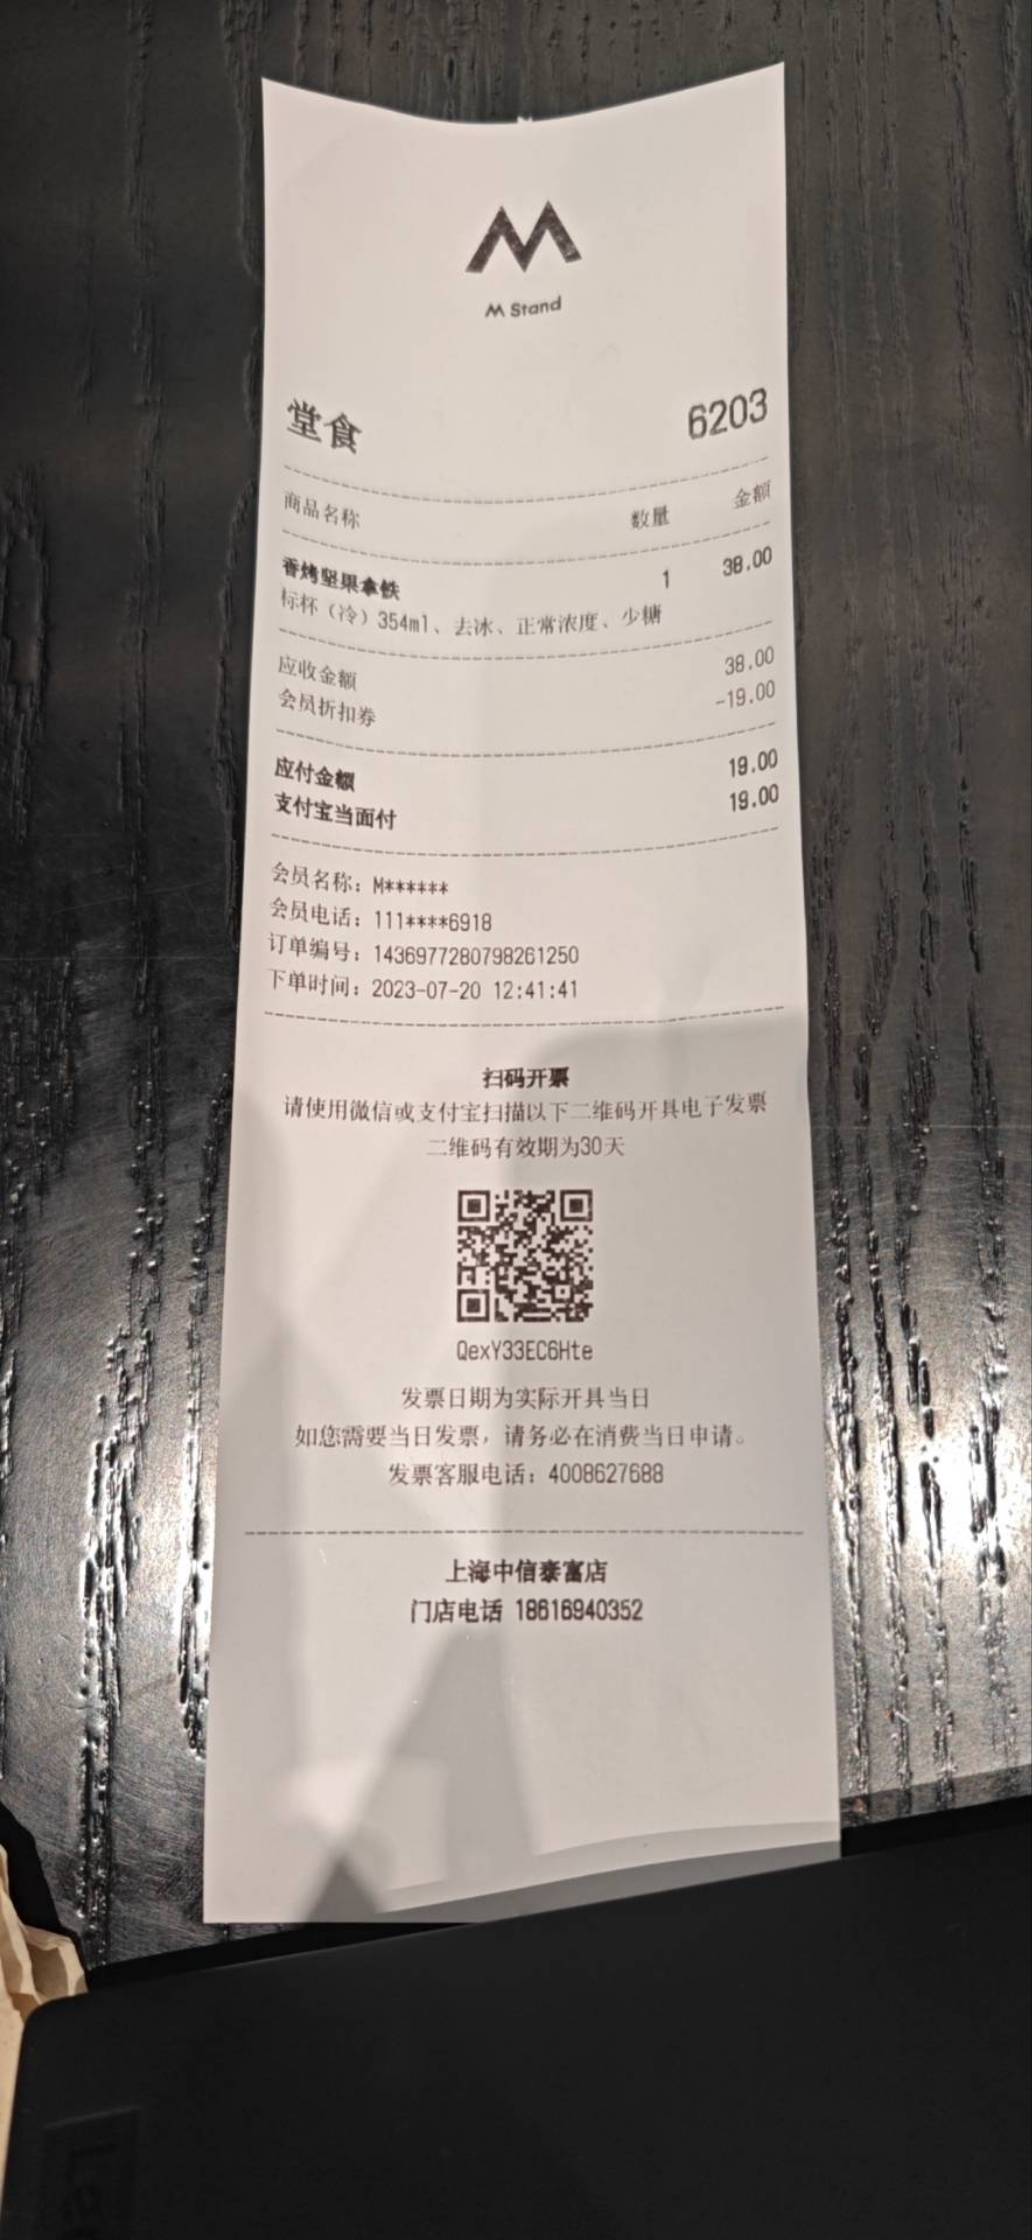 M Stand
堂食 6203
商品名称 数量 金额
香烤坚果拿铁 1 38.00
标杯（冷）354ml、去冰、正常浓度、少糖
应收金额 38.00
会员折扣券 -19.00
应付金额 19.00
支付宝当面付 19.00
会员名称：M******
会员电话：111****6918
订单编号：1436977280798261250
下单时间：2023-07-20 12:41:41
扫码开票
请使用微信或支付宝扫描以下二维码开具电子发票
二维码有效期为30天
QexY33EC6Hte
发票日期为实际开具当日
如您需要当日发票，请务必在消费当日申请。
发票客服电话：4008627688
上海中信泰富店
门店电话 18616940352